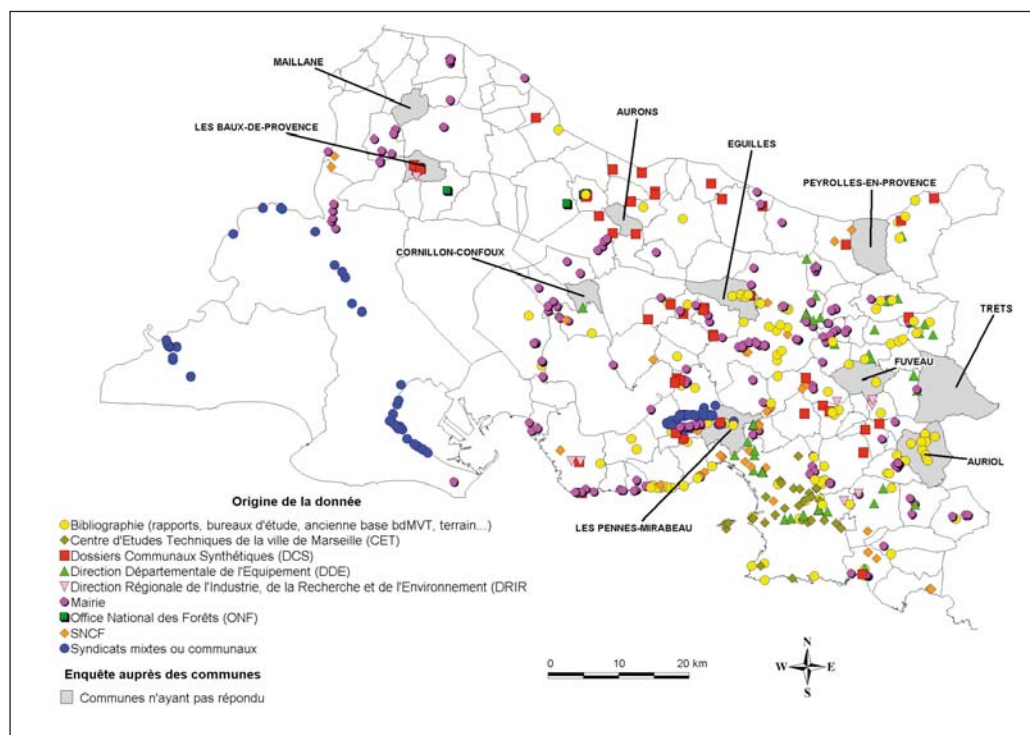 MAILLANE
LES BAUX-DE-PROVENCE
AURONS
EGUILLES
PEYROLLES-EN-PROVENCE
CORNILLON-CONFOUX
TRETS
FUVEAU
AURIOL
LES PENNES-MIRABEAU
Origine de la donnée
Bibliographie (rapports, bureaux d'étude, ancienne base bdMVT, terrain...)
Centre d'Etudes Techniques de la ville de Marseille (CET)
Dossiers Communaux Synthétiques (DCS)
Direction Départementale de l'Equipement (DDE)
Direction Régionale de l'Industrie, de la Recherche et de l'Environnement (DRIR
Mairie
Office National des Forêts (ONF)
SNCF
Syndicats mixtes ou communaux
Enquête auprès des communes
Communes n'ayant pas répondu
0 10 20 km
N
W E
S